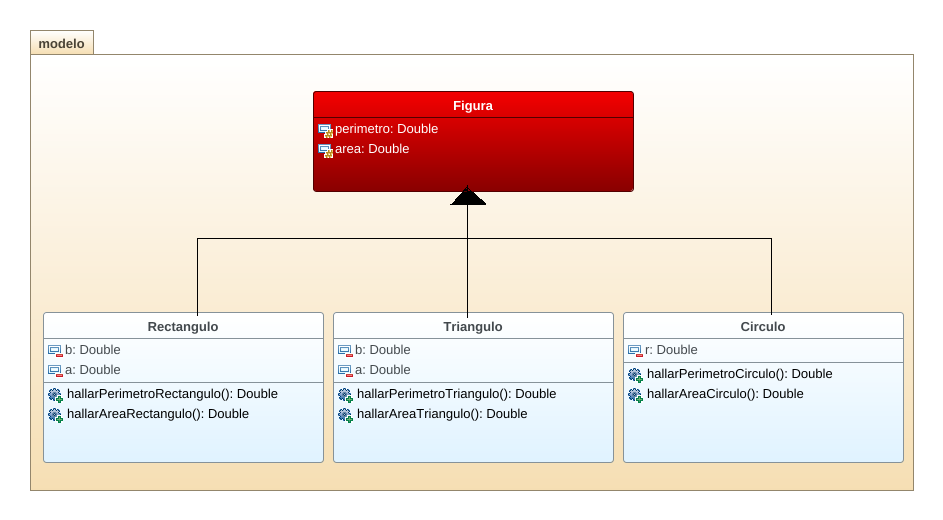 modelo
Figura
perimetro: Double
area: Double
Rectangulo
b: Double
a: Double
hallarPerimetroRectangulo(): Double
hallarAreaRectangulo(): Double
Triangulo
b: Double
a: Double
hallarPerimetroTriangulo(): Double
hallarAreaTriangulo(): Double
Circulo
r: Double
hallarPerimetroCirculo(): Double
hallarAreaCirculo(): Double